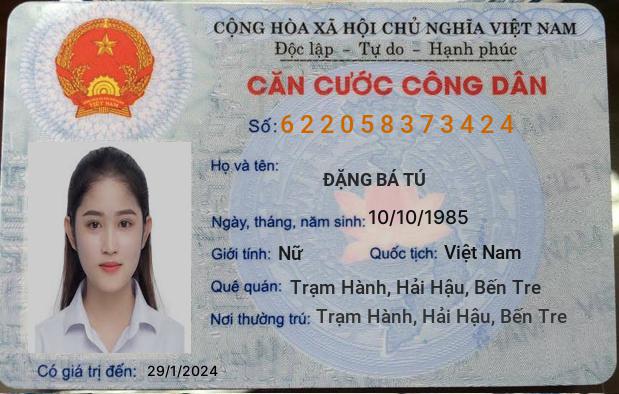 CỘNG HÒA XÃ HỘI CHỦ NGHĨA VIỆT NAM
Độc lập - Tự do - Hạnh phúc
CĂN CƯỚC CÔNG DÂN
Số: 622058373424
Họ và tên:
ĐẶNG BÁ TÚ
Ngày, tháng, năm sinh: 10/10/1985
Giới tính: Nữ Quốc tịch: Việt Nam
Quê quán: Trạm Hành, Hải Hậu, Bến Tre
Nơi thường trú: Trạm Hành, Hải Hậu, Bến Tre
Có giá trị đến: 29/1/2024
VIỆT NAM